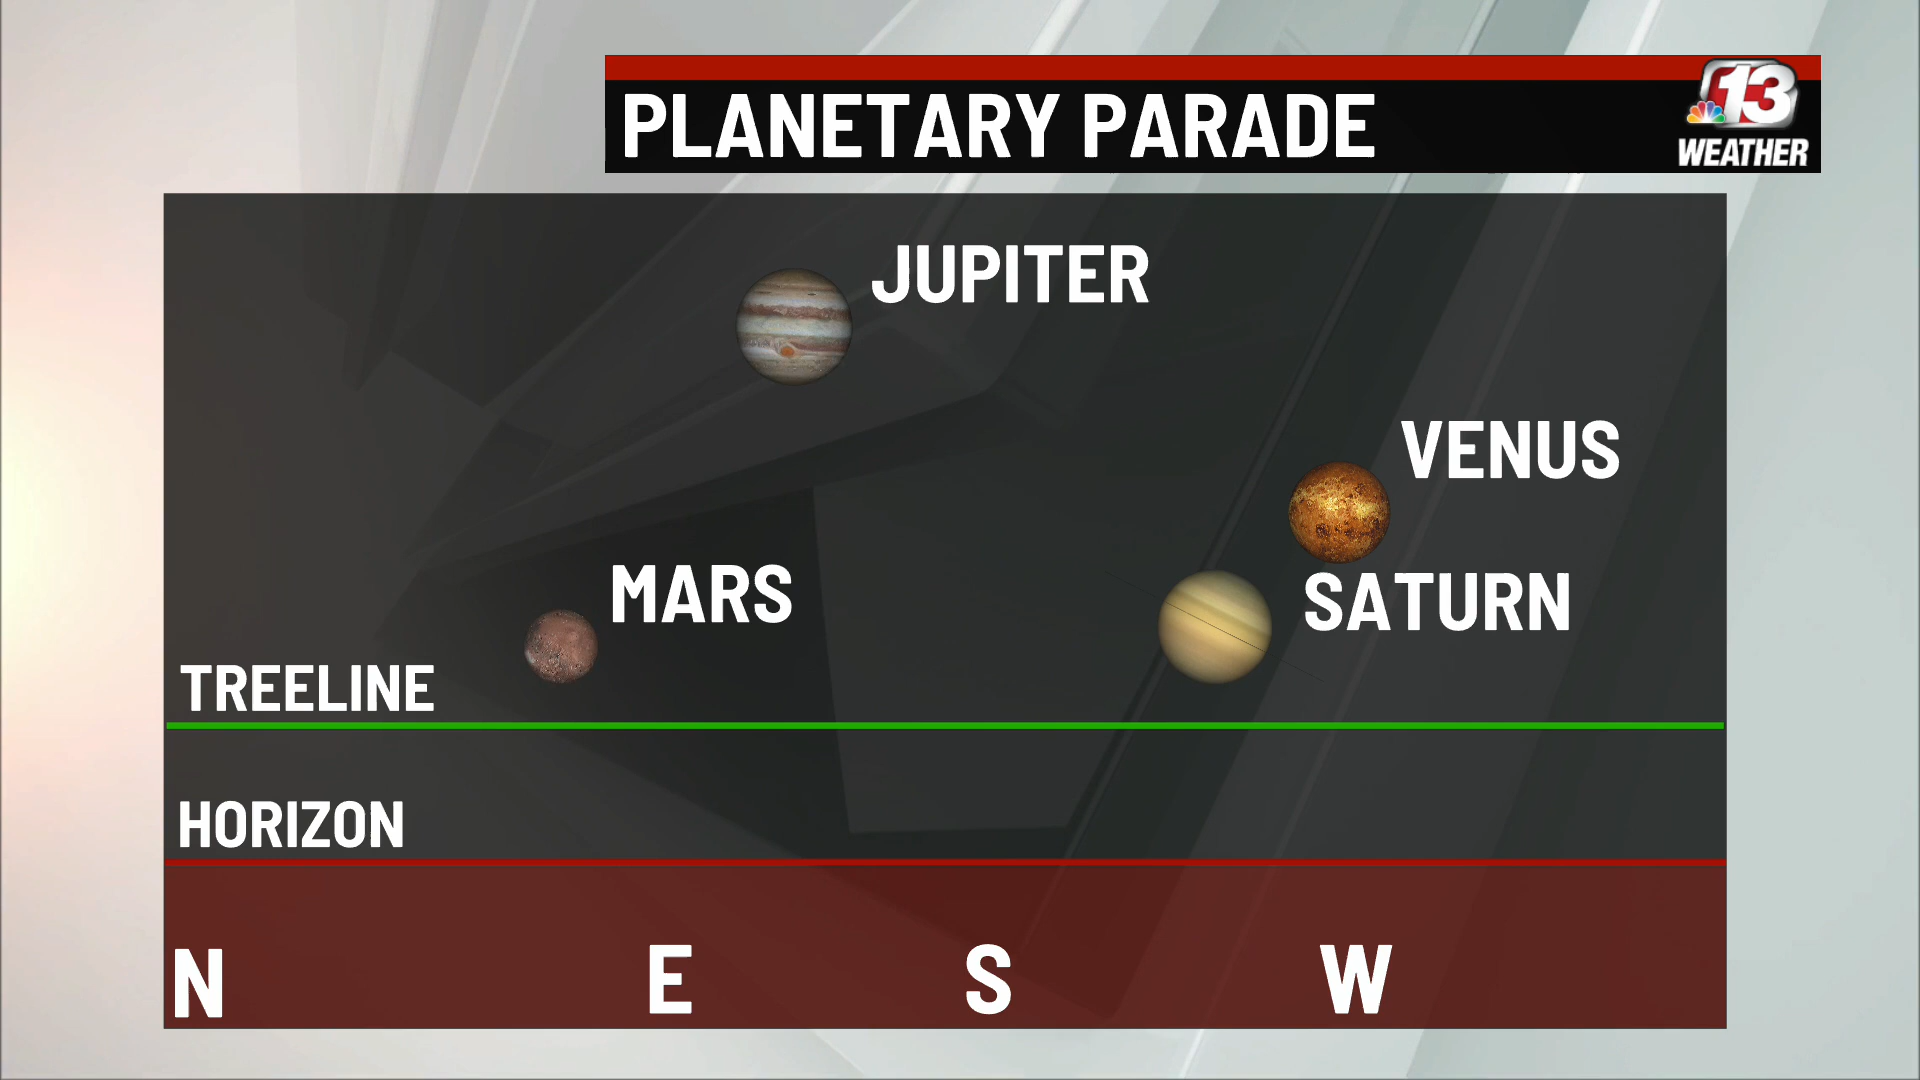 PLANETARY PARADE
13
WEATHER
JUPITER
VENUS
MARS
SATURN
TREELINE
HORIZON
N E S W